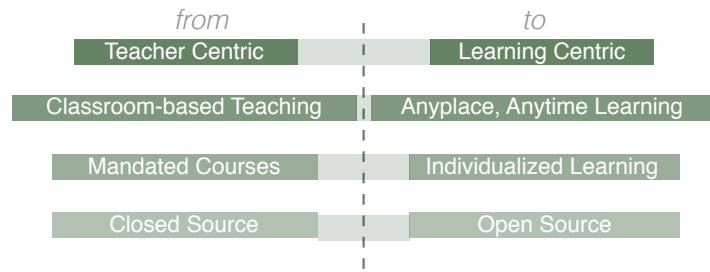 from to
Teacher Centric Learning Centric
Classroom-based Teaching Anyplace, Anytime Learning
Mandated Courses Individualized Learning
Closed Source Open Source